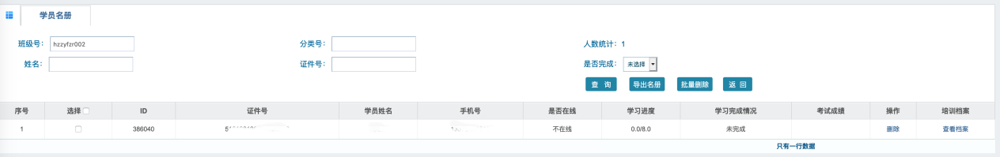 学员名册
班级号： hzzyfzr002 分类号： 人数统计：1
姓名： 证件号： 是否完成： 未选择
查 询 导出名册 批量删除 返 回
序号 选择 ID 证件号 学员姓名 手机号 是否在线 学习进度 学习完成情况 考试成绩 操作 培训档案
1 386040 不在线 0.0/8.0 未完成 删除 查看档案
只有一行数据